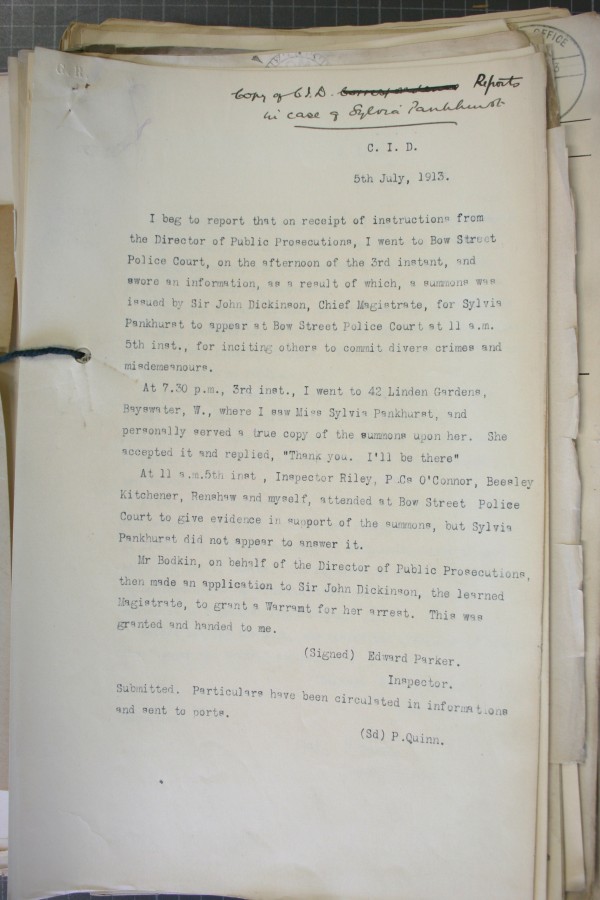 OFFICE
C. R.
Copy of C.I.D. Correspondence Reports
in case of Sylvia Pankhurst
C. I. D.
5th July, 1913.
I beg to report that on receipt of instructions from
the Director of Public Prosecutions, I went to Bow Street
Police Court, on the afternoon of the 3rd instant, and
swore an information, as a result of which, a summons was
issued by Sir John Dickinson, Chief Magistrate, for Sylvia
Pankhurst to appear at Bow Street Police Court at 11 a.m.
5th inst., for inciting others to commit divers crimes and
misdemeanours.
At 7.30 p.m., 3rd inst., I went to 42 Linden Gardens,
Bayswater, W., where I saw Miss Sylvia Pankhurst, and
personally served a true copy of the summons upon her. She
accepted it and replied, "Thank you. I'll be there"
At 11 a.m.5th inst , Inspector Riley, P.Cs O'Connor, Beesley
Kitchener, Renshaw and myself, attended at Bow Street Police
Court to give evidence in support of the summons, but Sylvia
Pankhurst did not appear to answer it.
Mr Bodkin, on behalf of the Director of Public Prosecutions,
then made an application to Sir John Dickinson, the learned
Magistrate, to grant a Warrant for her arrest. This was
granted and handed to me.
(Signed) Edward Parker.
Inspector.
Submitted. Particulars have been circulated in informations
and sent to ports.
(Sd) P.Quinn.